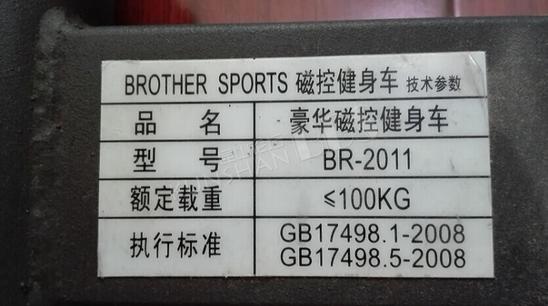 BROTHER SPORTS 磁控健身车 技术参数
品 名 豪华磁控健身车
型 号 BR-2011
额定载重 ≤100KG
执行标准 GB17498.1-2008
GB17498.5-2008